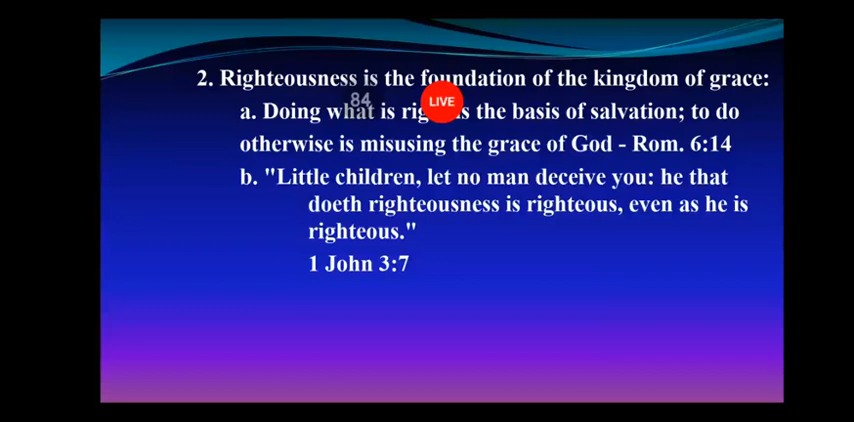 2. Righteousness is the foundation of the kingdom of grace:
84
LIVE
a. Doing what is rig s the basis of salvation; to do
otherwise is misusing the grace of God - Rom. 6:14
b. "Little children, let no man deceive you: he that
doeth righteousness is righteous, even as he is
righteous."
1 John 3:7